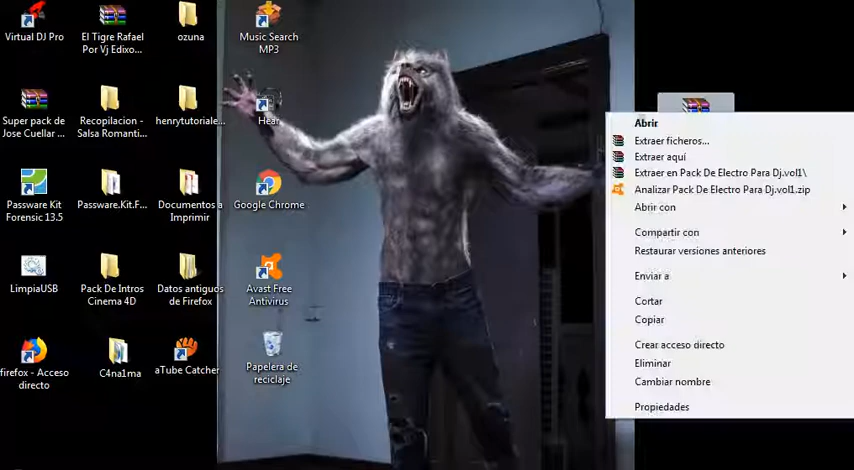 Virtual DJ Pro
El Tigre Rafael
Por Vj Edixo...
ozuna
Music Search
MP3
Super pack de
Jose Cuellar ...
Recopilacion -
Salsa Romanti...
henrytutoriale...
Hear
Passware Kit
Forensic 13.5
Passware.Kit.F...
Documentos a
Imprimir
Google Chrome
LimpiaUSB
Pack De Intros
Cinema 4D
Datos antiguos
de Firefox
Avast Free
Antivirus
firefox - Acceso
directo
C4na1ma
aTube Catcher
Papelera de
reciclaje
Abrir
Extraer ficheros...
Extraer aquí
Extraer en Pack De Electro Para Dj.vol1\
Analizar Pack De Electro Para Dj.vol1.zip
Abrir con
Compartir con
Restaurar versiones anteriores
Enviar a
Cortar
Copiar
Crear acceso directo
Eliminar
Cambiar nombre
Propiedades